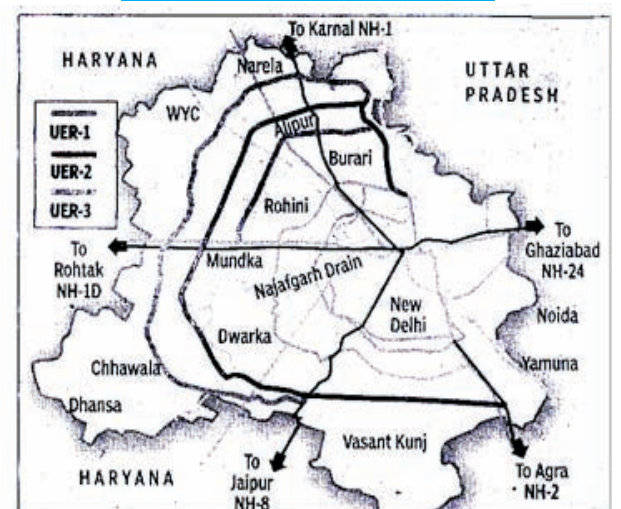 To Karnal NH-1
HARYANA
Narela
UTTAR
PRADESH
WYC
UER-1
UER-2
UER-3
Alipur
Burari
Rohini
To
Rohtak
NH-1D
Mundka
Najafgarh Drain
To
Ghaziabad
NH-24
New
Delhi
Noida
Dwarka
Chhawala
Yamuna
Dhansa
Vasant Kunj
HARYANA
To
Jaipur
NH-8
To Agra
NH-2